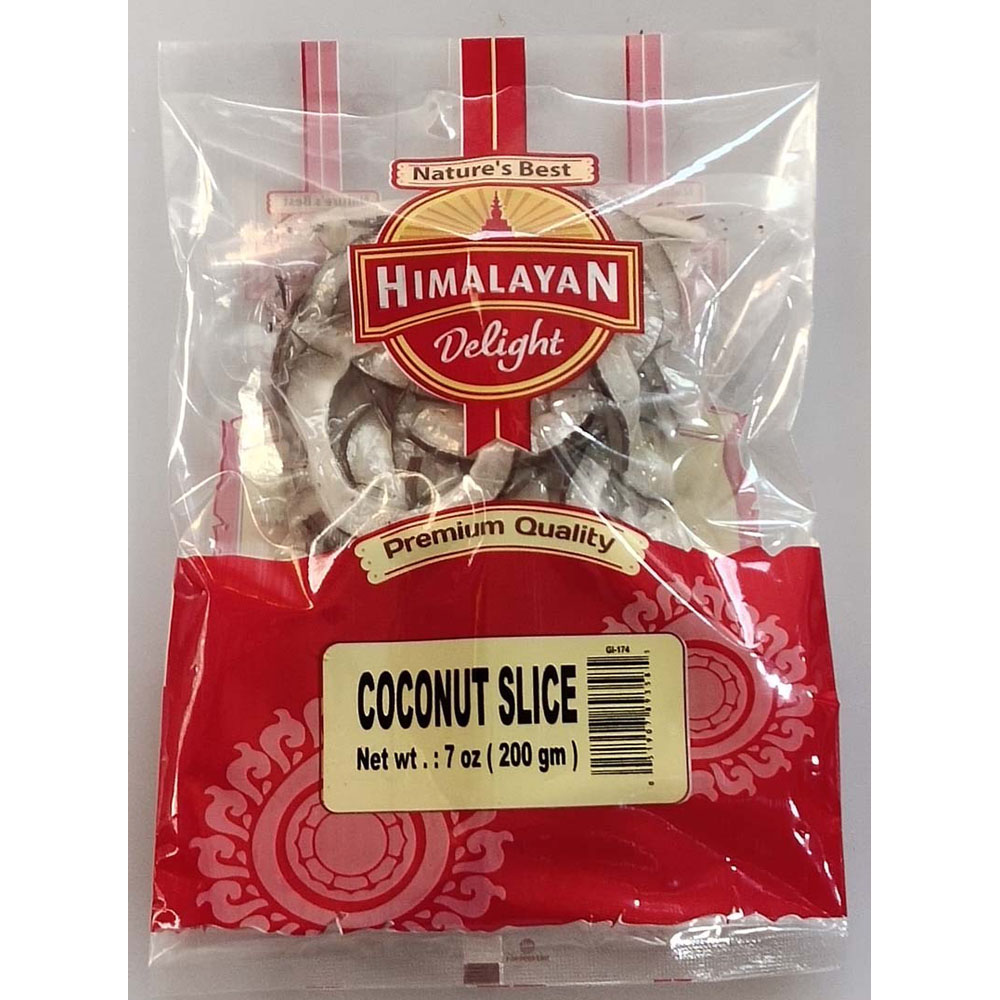 Nature's Best
HIMALAYAN
Delight
Premium Quality
GI-174
COCONUT SLICE
Net wt . : 7 oz ( 200 gm )